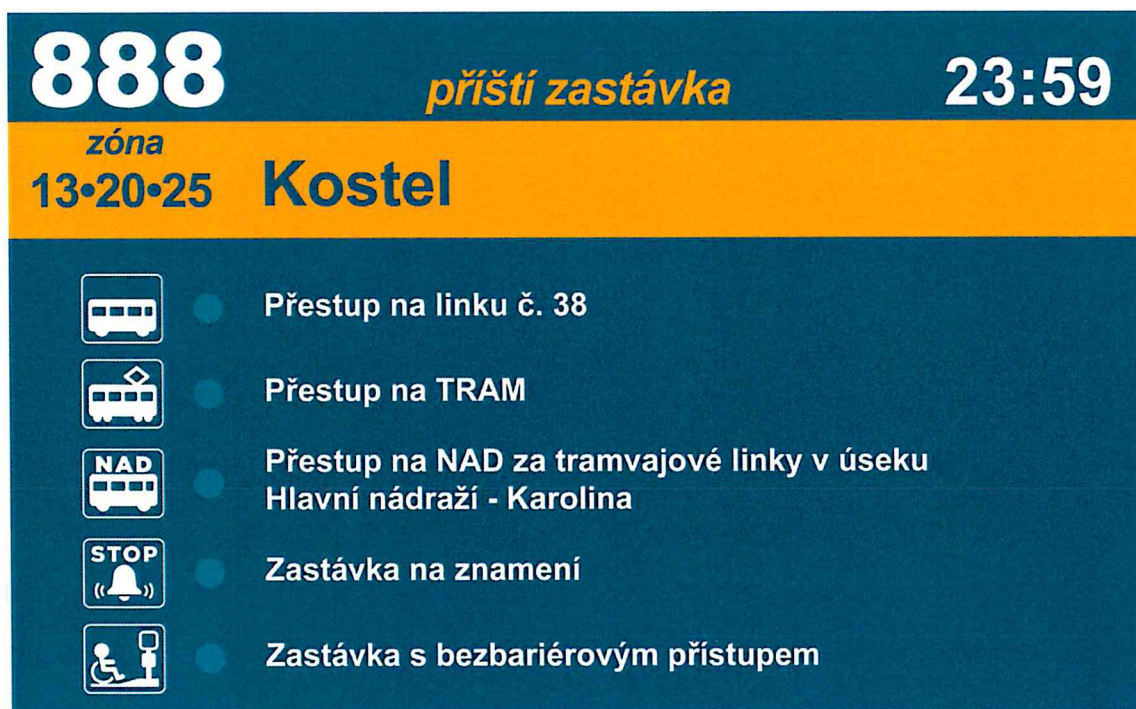 888
příští zastávka
23:59
zóna
13•20•25
Kostel
Přestup na linku č. 38
Přestup na TRAM
NAD
Přestup na NAD za tramvajové linky v úseku
Hlavní nádraží - Karolina
STOP
Zastávka na znamení
Zastávka s bezbariérovým přístupem